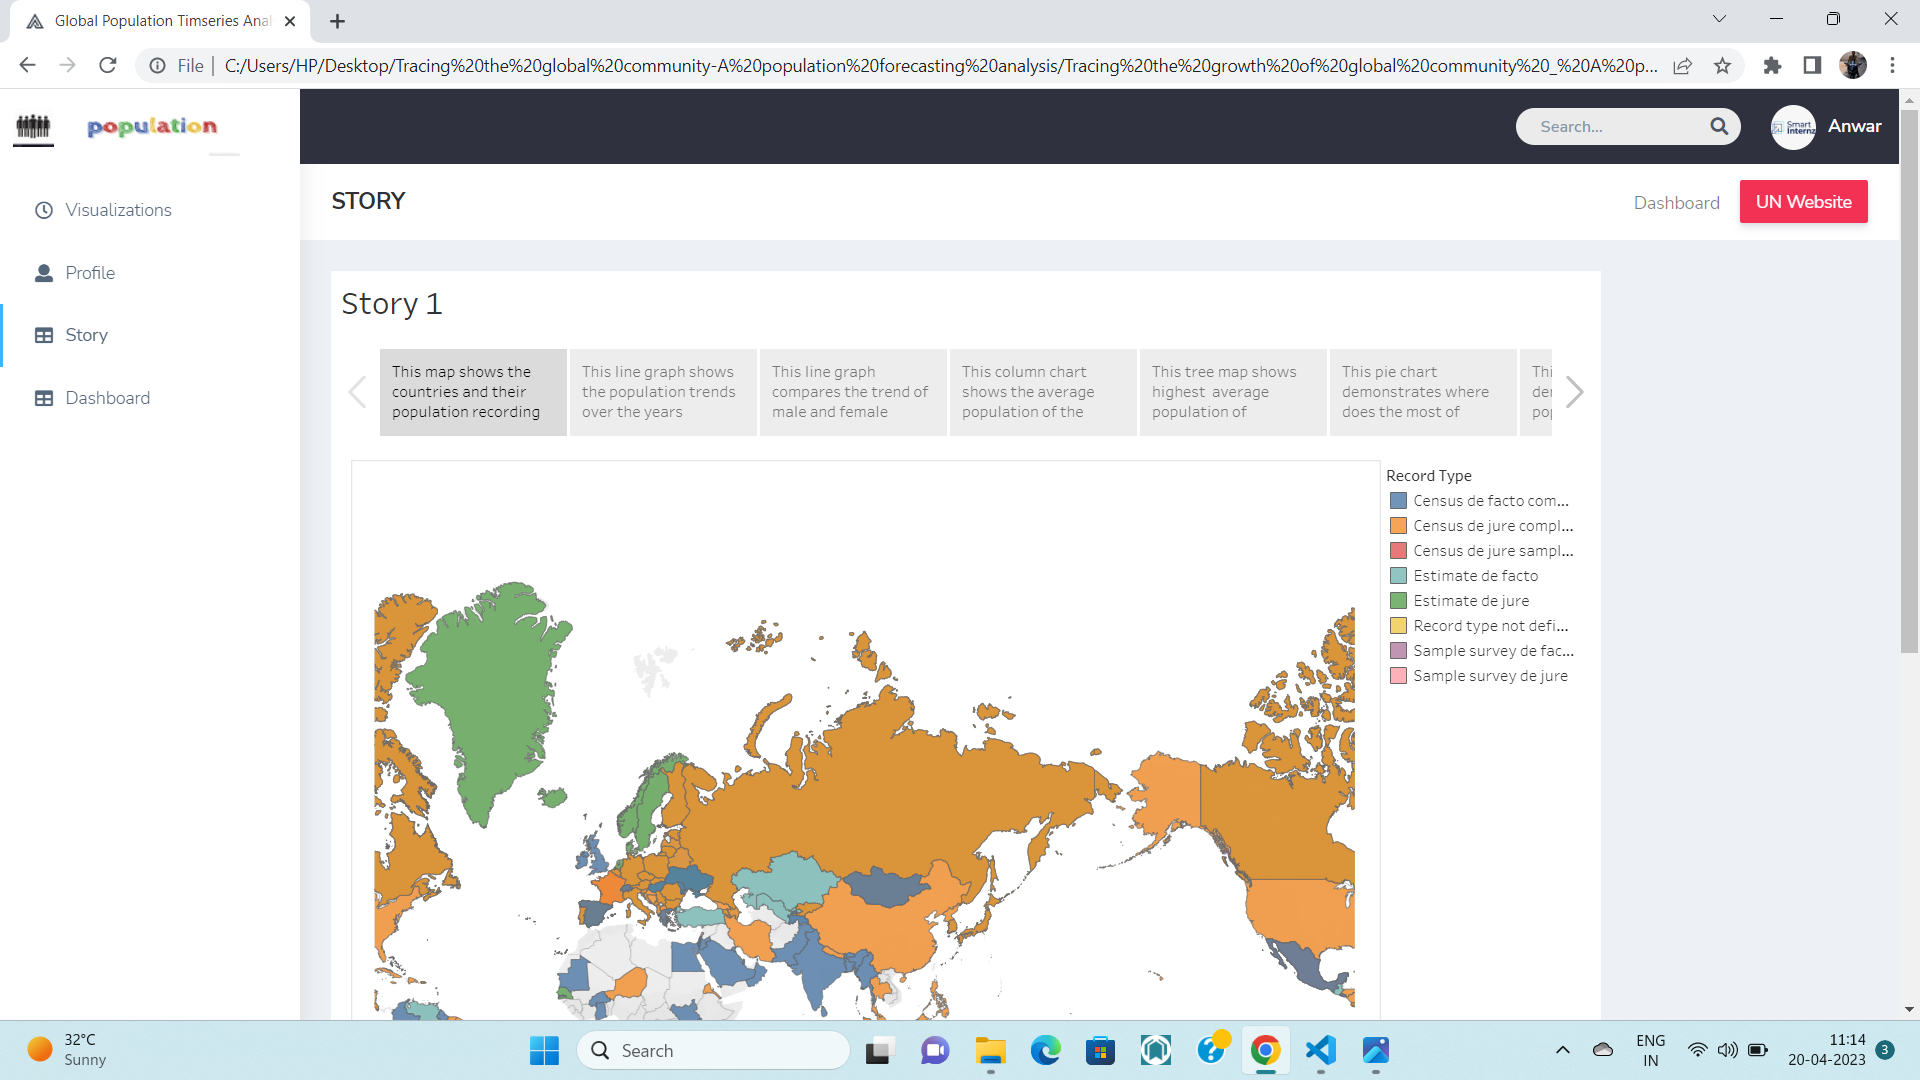 Global Population Timseries Anal
File
C:/Users/HP/Desktop/Tracing%20the%20global%20community-A%20population%20forecasting%20analysis/Tracing%20the%20growth%20of%20global%20community%20_%20A%20p...
population
Search...
Smart
Internz
Anwar
Visualizations
Profile
Story
Dashboard
STORY
Dashboard
UN Website
Story 1
This map shows the
countries and their
population recording
This line graph shows
the population trends
over the years
This line graph
compares the trend of
male and female
This column chart
shows the average
population of the
This tree map shows
highest average
population of
This pie chart
demonstrates where
does the most of
Thi
der
pop
Record Type
Census de facto com...
Census de jure compl...
Census de jure sampl...
Estimate de facto
Estimate de jure
Record type not defi...
Sample survey de fac...
Sample survey de jure
32°C
Sunny
Search
ENG
IN
11:14
20-04-2023
3